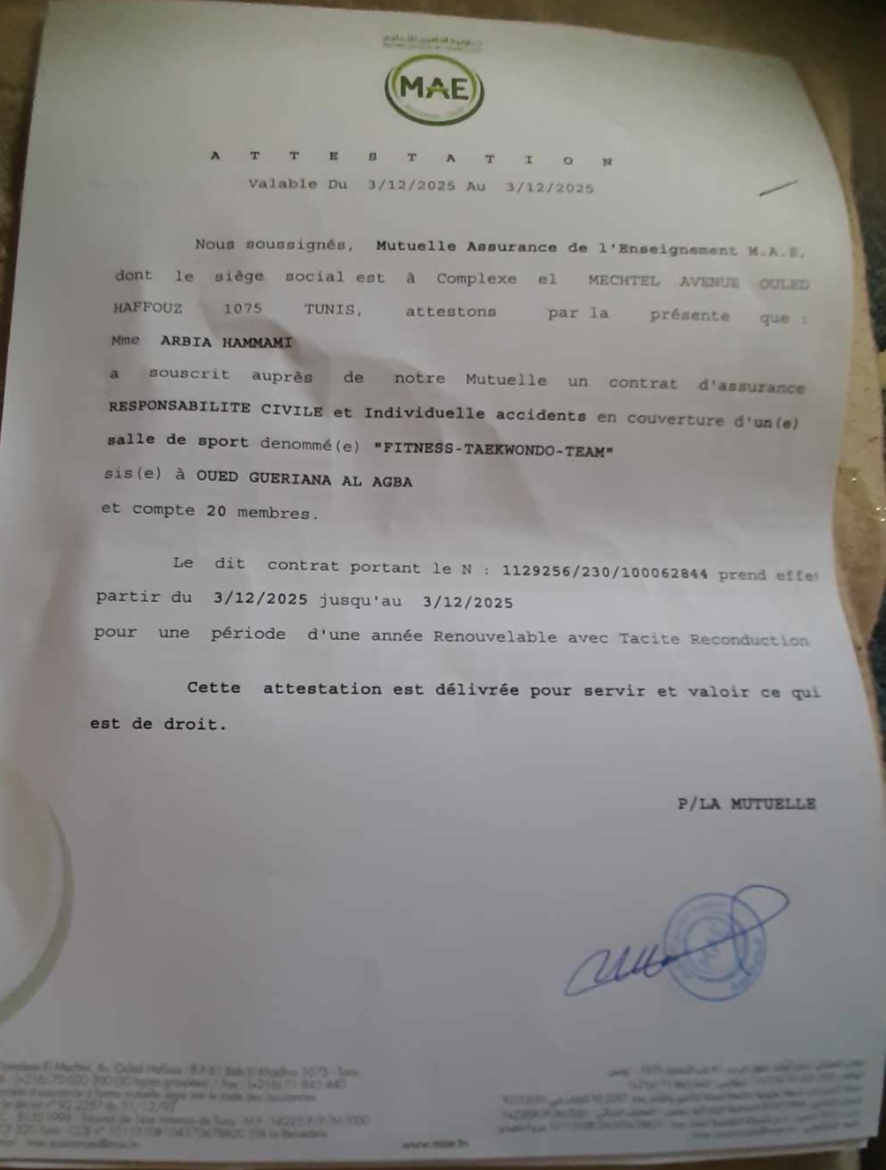 MAE
A T T E S T A T I O N
Valable Du 3/12/2025 Au 3/12/2025
Nous soussignés, Mutuelle Assurance de l'Enseignement M.A.E,
dont le siège social est à Complexe el MECHTEL AVENUE OULED
HAFFOUZ 1075 TUNIS, attestons par la présente que :
Mme ARBIA HAMMAMI
a souscrit auprès de notre Mutuelle un contrat d'assurance
RESPONSABILITE CIVILE et Individuelle accidents en couverture d'un(e)
salle de sport denommé(e) "FITNESS-TAEKWONDO-TEAM"
sis(e) à OUED GUERIANA AL AGBA
et compte 20 membres.
Le dit contrat portant le N : 1129256/230/100062844 prend effe
partir du 3/12/2025 jusqu'au 3/12/2025
pour une période d'une année Renouvelable avec Tacite Reconduction
Cette attestation est délivrée pour servir et valoir ce qui
est de droit.
P/LA MUTUELLE
MAE
www.mae.tn